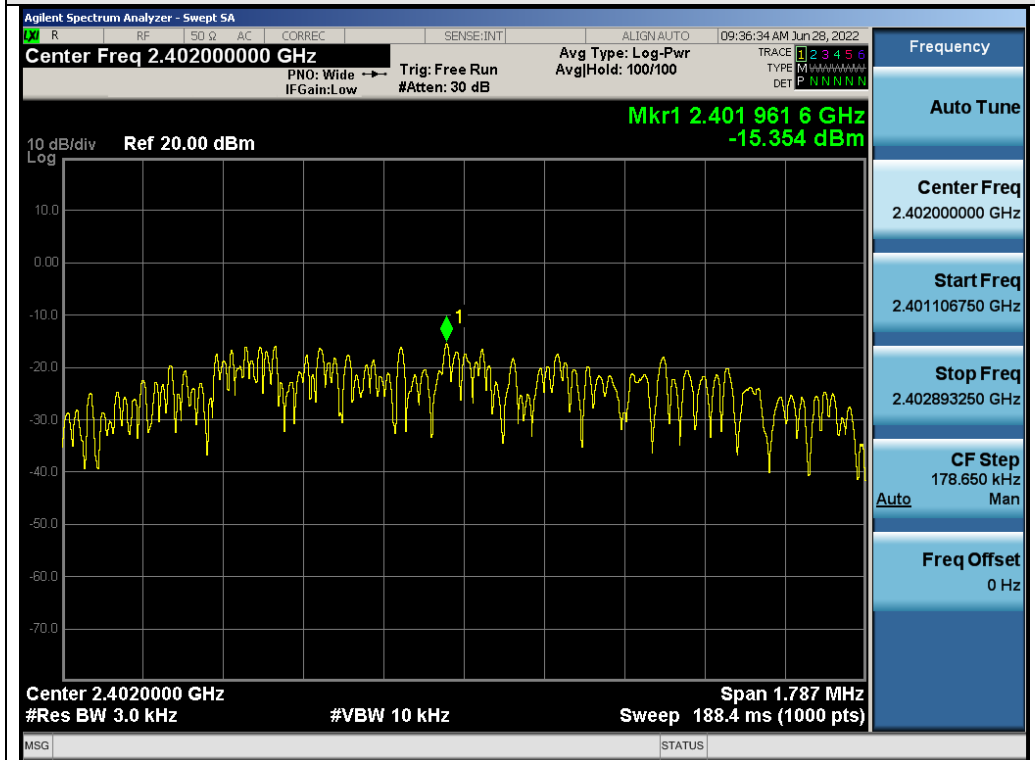 Agilent Spectrum Analyzer - Swept SA
LXI R RF 50 Ω AC CORREC SENSE:INT ALIGN AUTO 09:36:34 AM Jun 28, 2022
Center Freq 2.402000000 GHz
PNO: Wide
IFGain:Low
Trig: Free Run
#Atten: 30 dB
Avg Type: Log-Pwr
Avg|Hold: 100/100
TRACE 1 2 3 4 5 6
TYPE M WWWWW
DET P N N N N N
Mkr1 2.401 961 6 GHz
-15.354 dBm
10 dB/div Ref 20.00 dBm
Log
10.0
0.00
-10.0
-20.0
-30.0
-40.0
-50.0
-60.0
-70.0
1
Center 2.4020000 GHz Span 1.787 MHz
#Res BW 3.0 kHz #VBW 10 kHz Sweep 188.4 ms (1000 pts)
MSG STATUS
Frequency
Auto Tune
Center Freq
2.402000000 GHz
Start Freq
2.401106750 GHz
Stop Freq
2.402893250 GHz
CF Step
178.650 kHz
Auto Man
Freq Offset
0 Hz